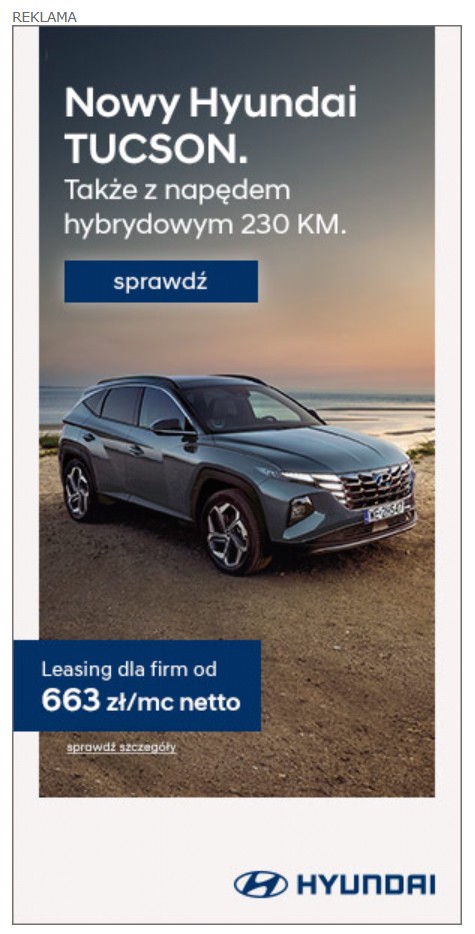 REKLAMA
Nowy Hyundai
TUCSON.
Także z napędem
hybrydowym 230 KM.
sprawdź
Leasing dla firm od
663 zł/mc netto
sprawdź szczegóły
HYUNDAI